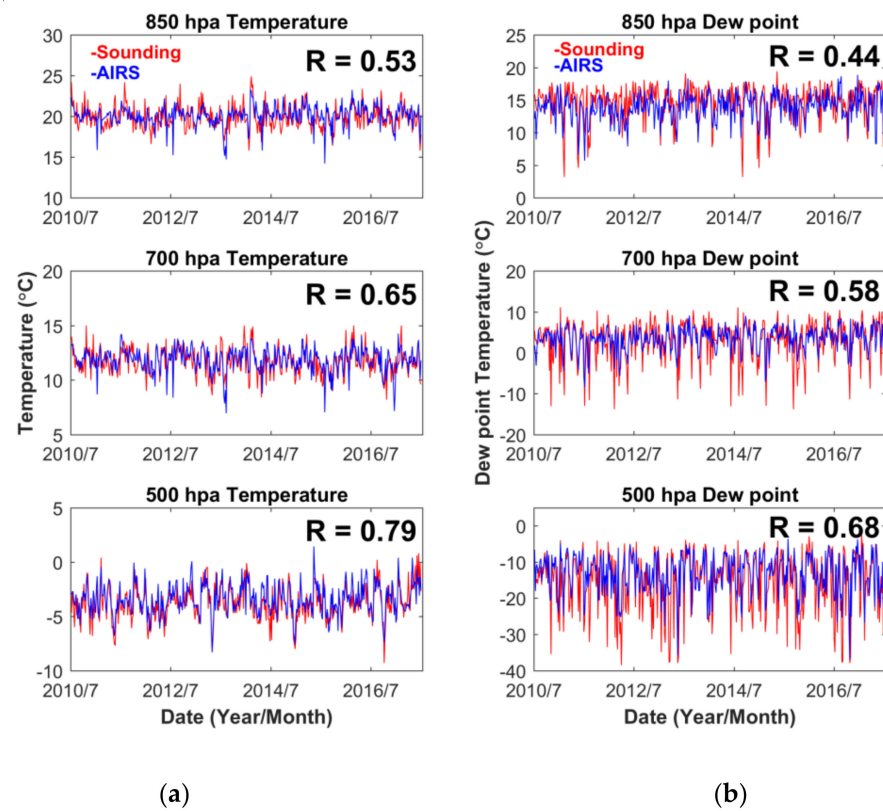 850 hpa Temperature
30
25
20
15
10
-Sounding
-AIRS
R = 0.53
2010/7 2012/7 2014/7 2016/7
700 hpa Temperature
20
15
10
5
R = 0.65
2010/7 2012/7 2014/7 2016/7
Temperature (°C)
500 hpa Temperature
5
0
-5
-10
R = 0.79
2010/7 2012/7 2014/7 2016/7
Date (Year/Month)
(a)
850 hpa Dew point
25
20
15
10
5
0
-Sounding
-AIRS
R = 0.44
2010/7 2012/7 2014/7 2016/7
700 hpa Dew point
20
10
0
-10
-20
R = 0.58
2010/7 2012/7 2014/7 2016/7
Dew point Temperature (°C)
500 hpa Dew point
0
-10
-20
-30
-40
R = 0.68
2010/7 2012/7 2014/7 2016/7
Date (Year/Month)
(b)